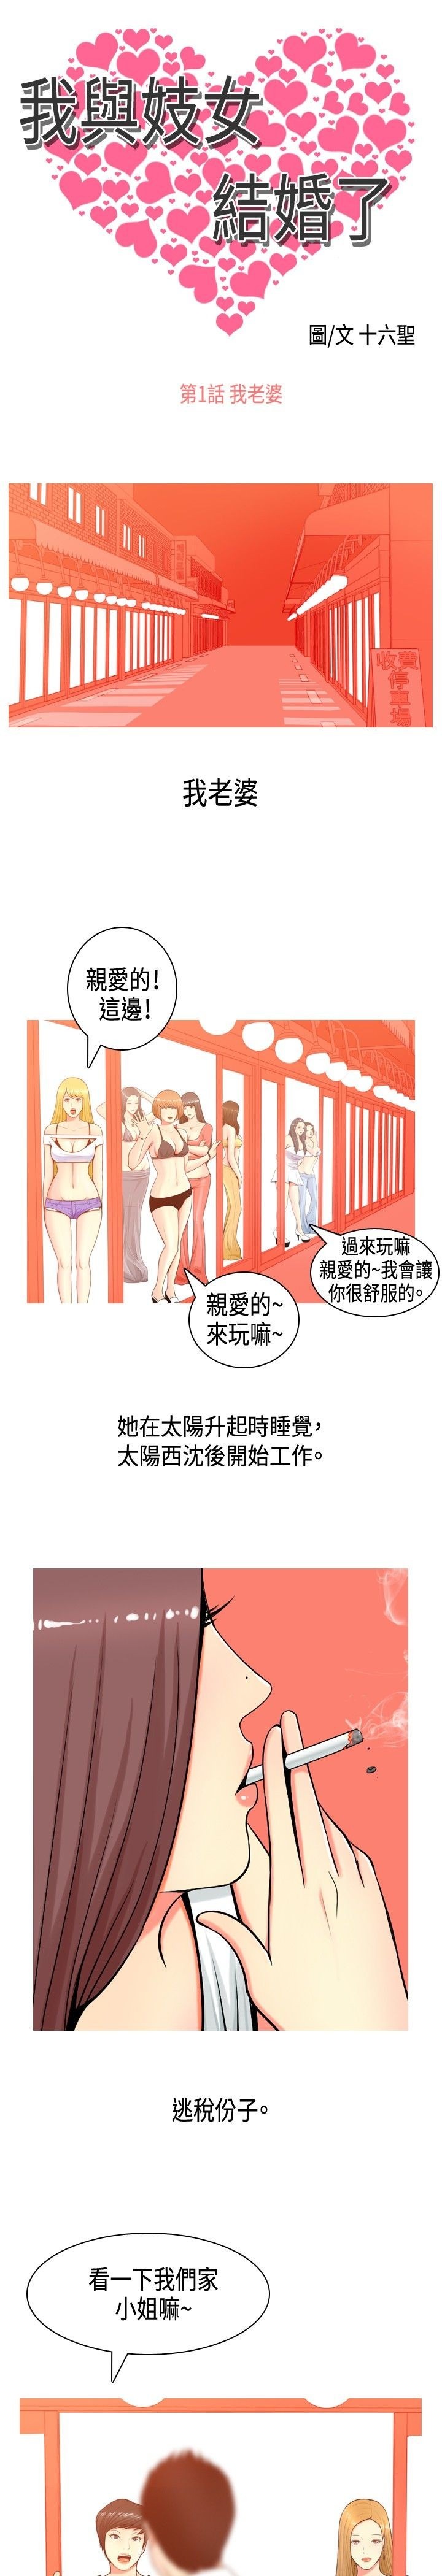 我與妓女
結婚了
圖/文 十六聖
第1話 我老婆
收費
停
車
場
我老婆
親愛的!
這邊!
過來玩嘛
親愛的~我會讓
你很舒服的。
親愛的~
來玩嘛~
她在太陽升起時睡覺,
太陽西沈後開始工作。
逃稅份子。
看一下我們家
小姐嘛~